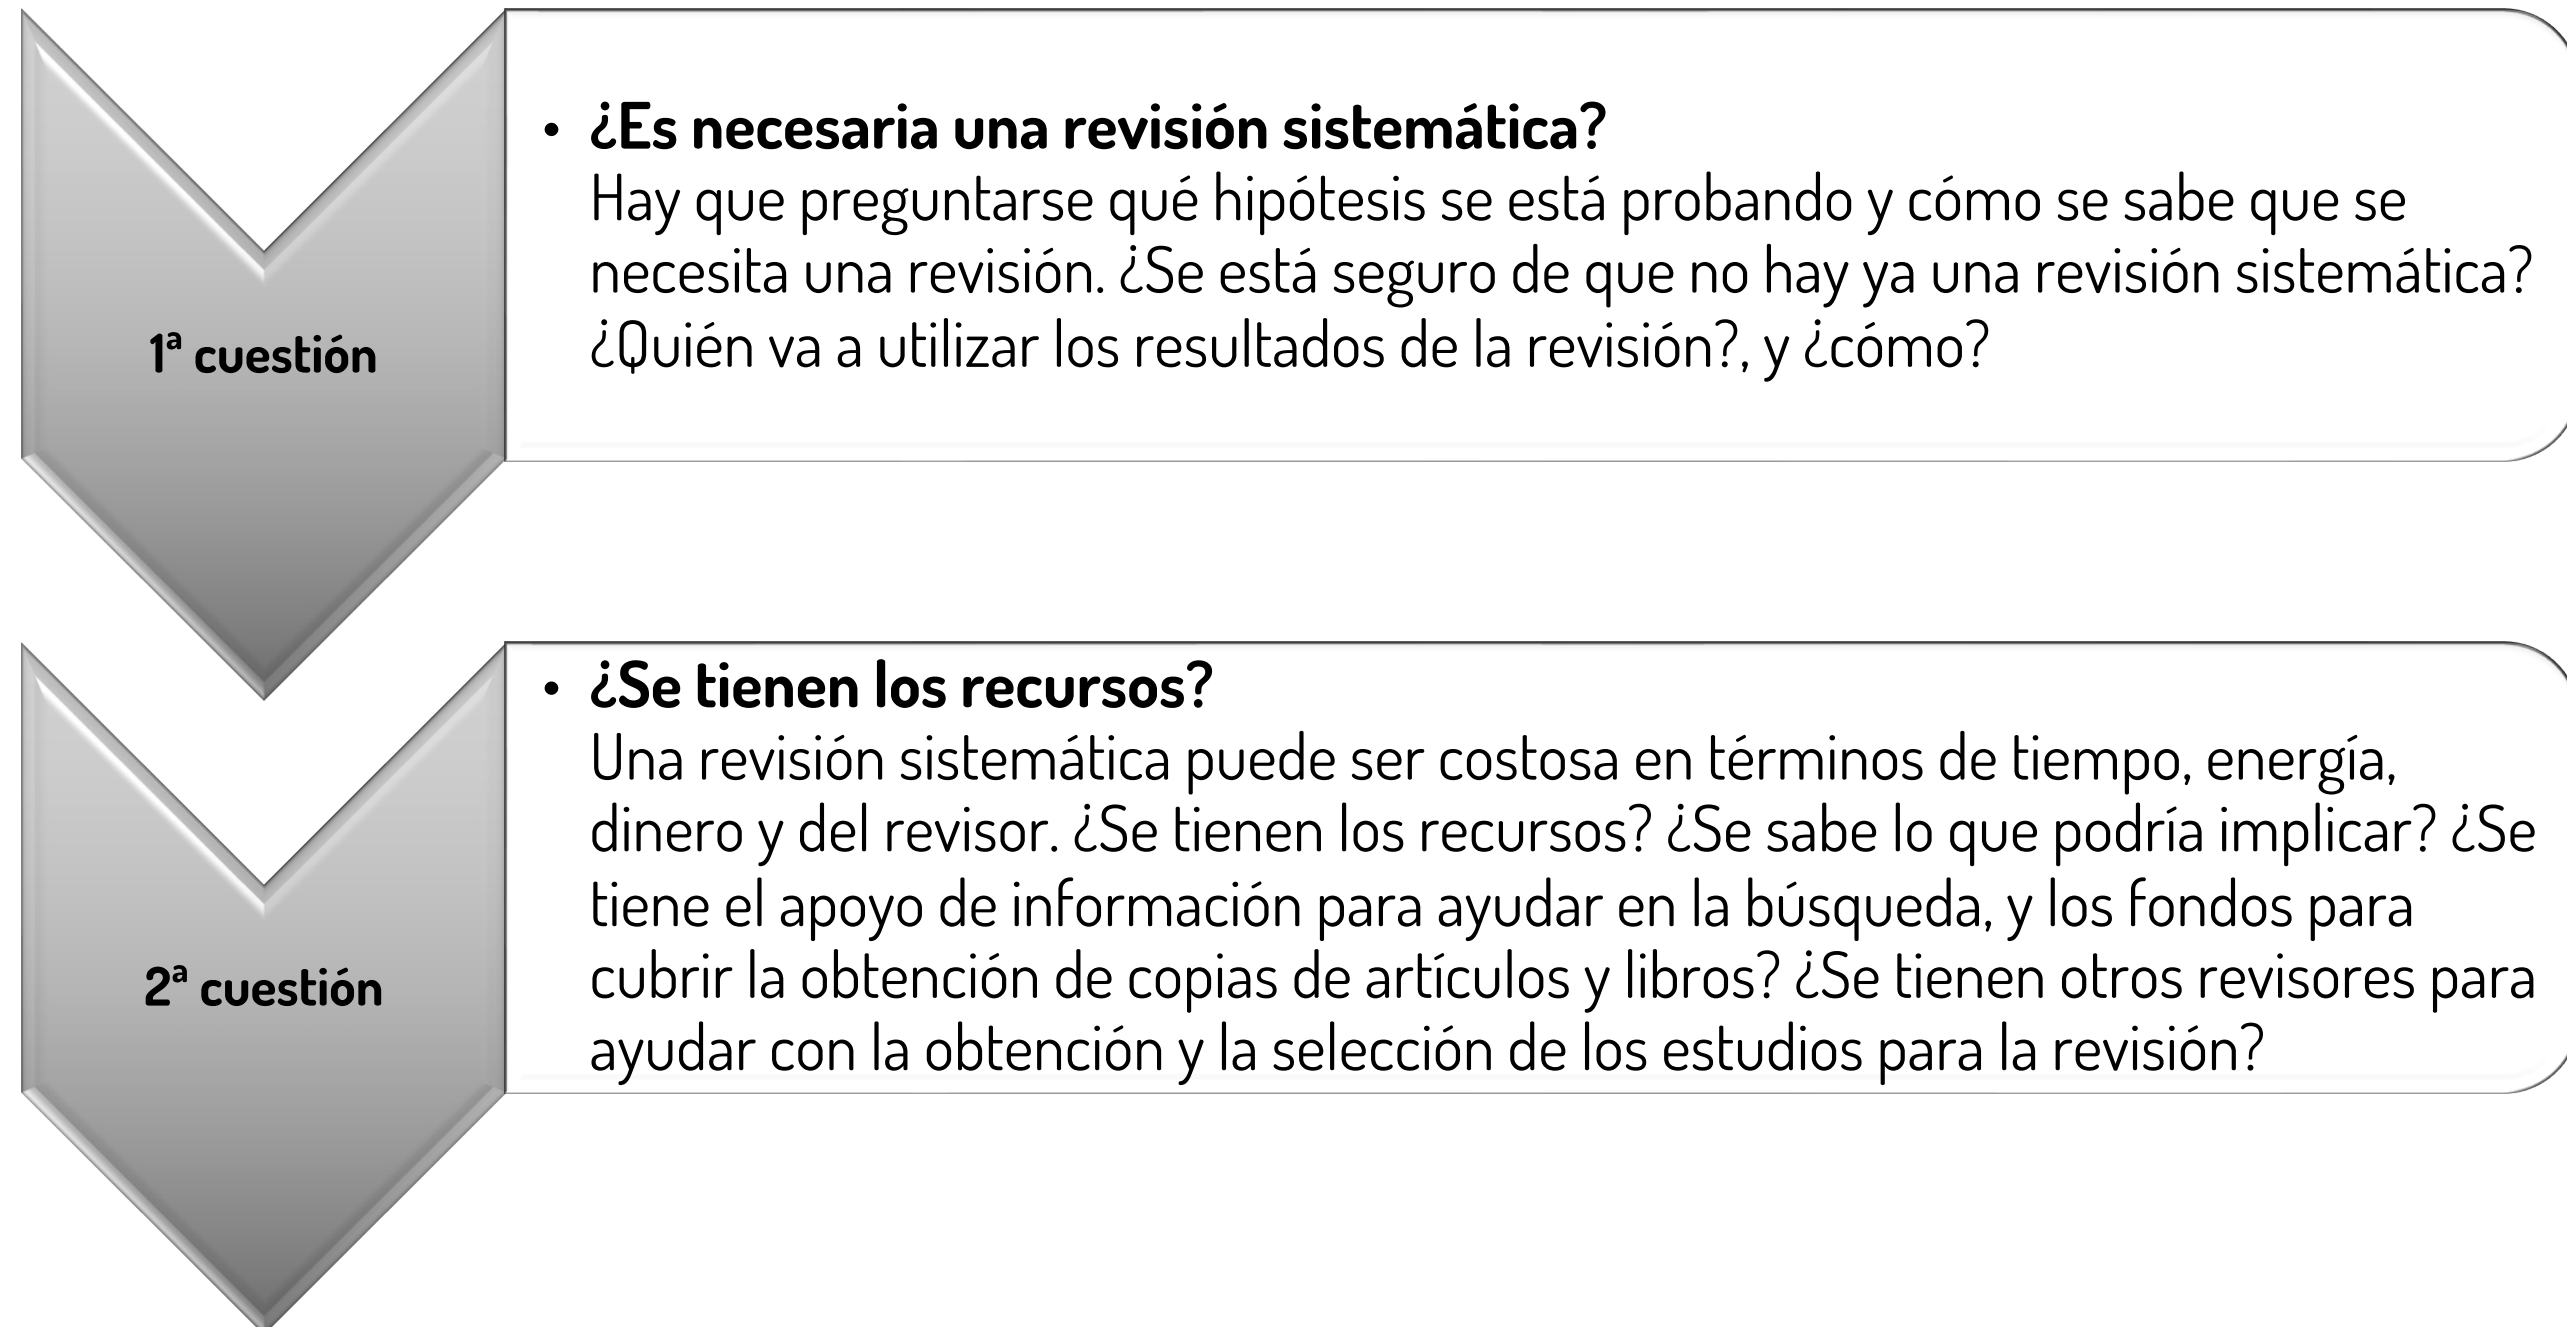 1ª cuestión
• ¿Es necesaria una revisión sistemática?
Hay que preguntarse qué hipótesis se está probando y cómo se sabe que se
necesita una revisión. ¿Se está seguro de que no hay ya una revisión sistemática?
¿Quién va a utilizar los resultados de la revisión?, y ¿cómo?
2ª cuestión
• ¿Se tienen los recursos?
Una revisión sistemática puede ser costosa en términos de tiempo, energía,
dinero y del revisor. ¿Se tienen los recursos? ¿Se sabe lo que podría implicar? ¿Se
tiene el apoyo de información para ayudar en la búsqueda, y los fondos para
cubrir la obtención de copias de artículos y libros? ¿Se tienen otros revisores para
ayudar con la obtención y la selección de los estudios para la revisión?